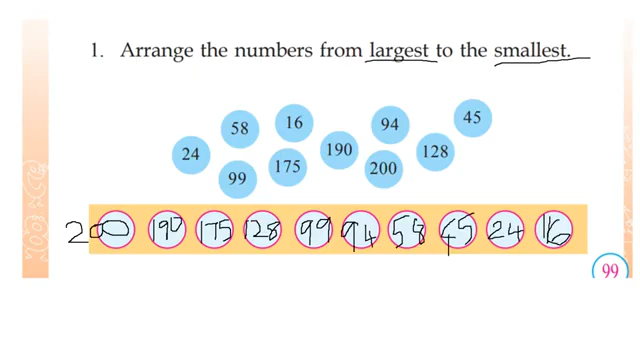 1. Arrange the numbers from largest to the smallest.
58 16 94 45
24 99 175 190 200 128
200 190 175 128 99 94 58 45 24 16
99